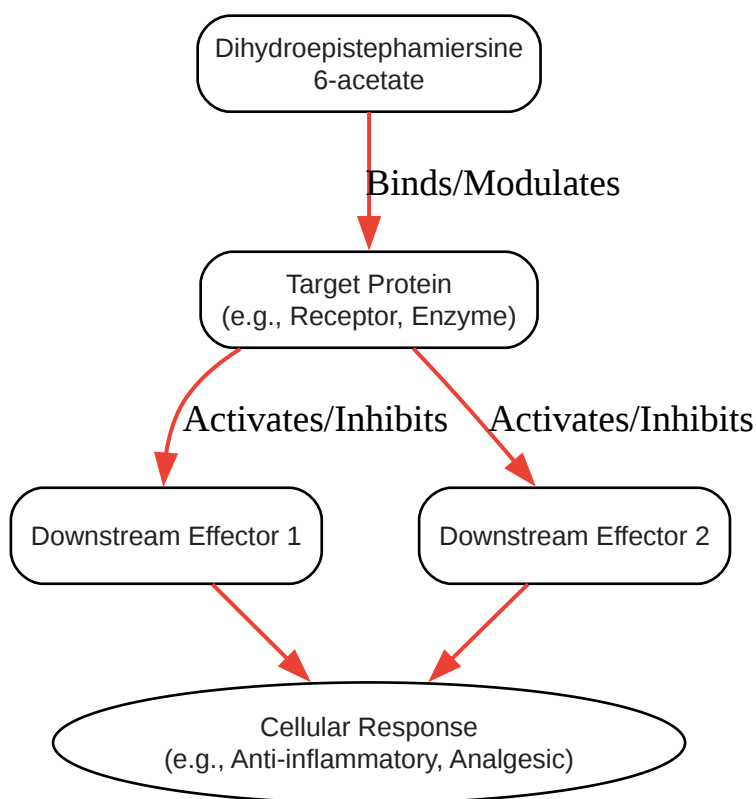 Dihydroepistephamiersine
6-acetate
Binds/Modulates
Target Protein
(e.g., Receptor, Enzyme)
Activates/Inhibits
Activates/Inhibits
Downstream Effector 1
Downstream Effector 2
Cellular Response
(e.g., Anti-inflammatory, Analgesic)